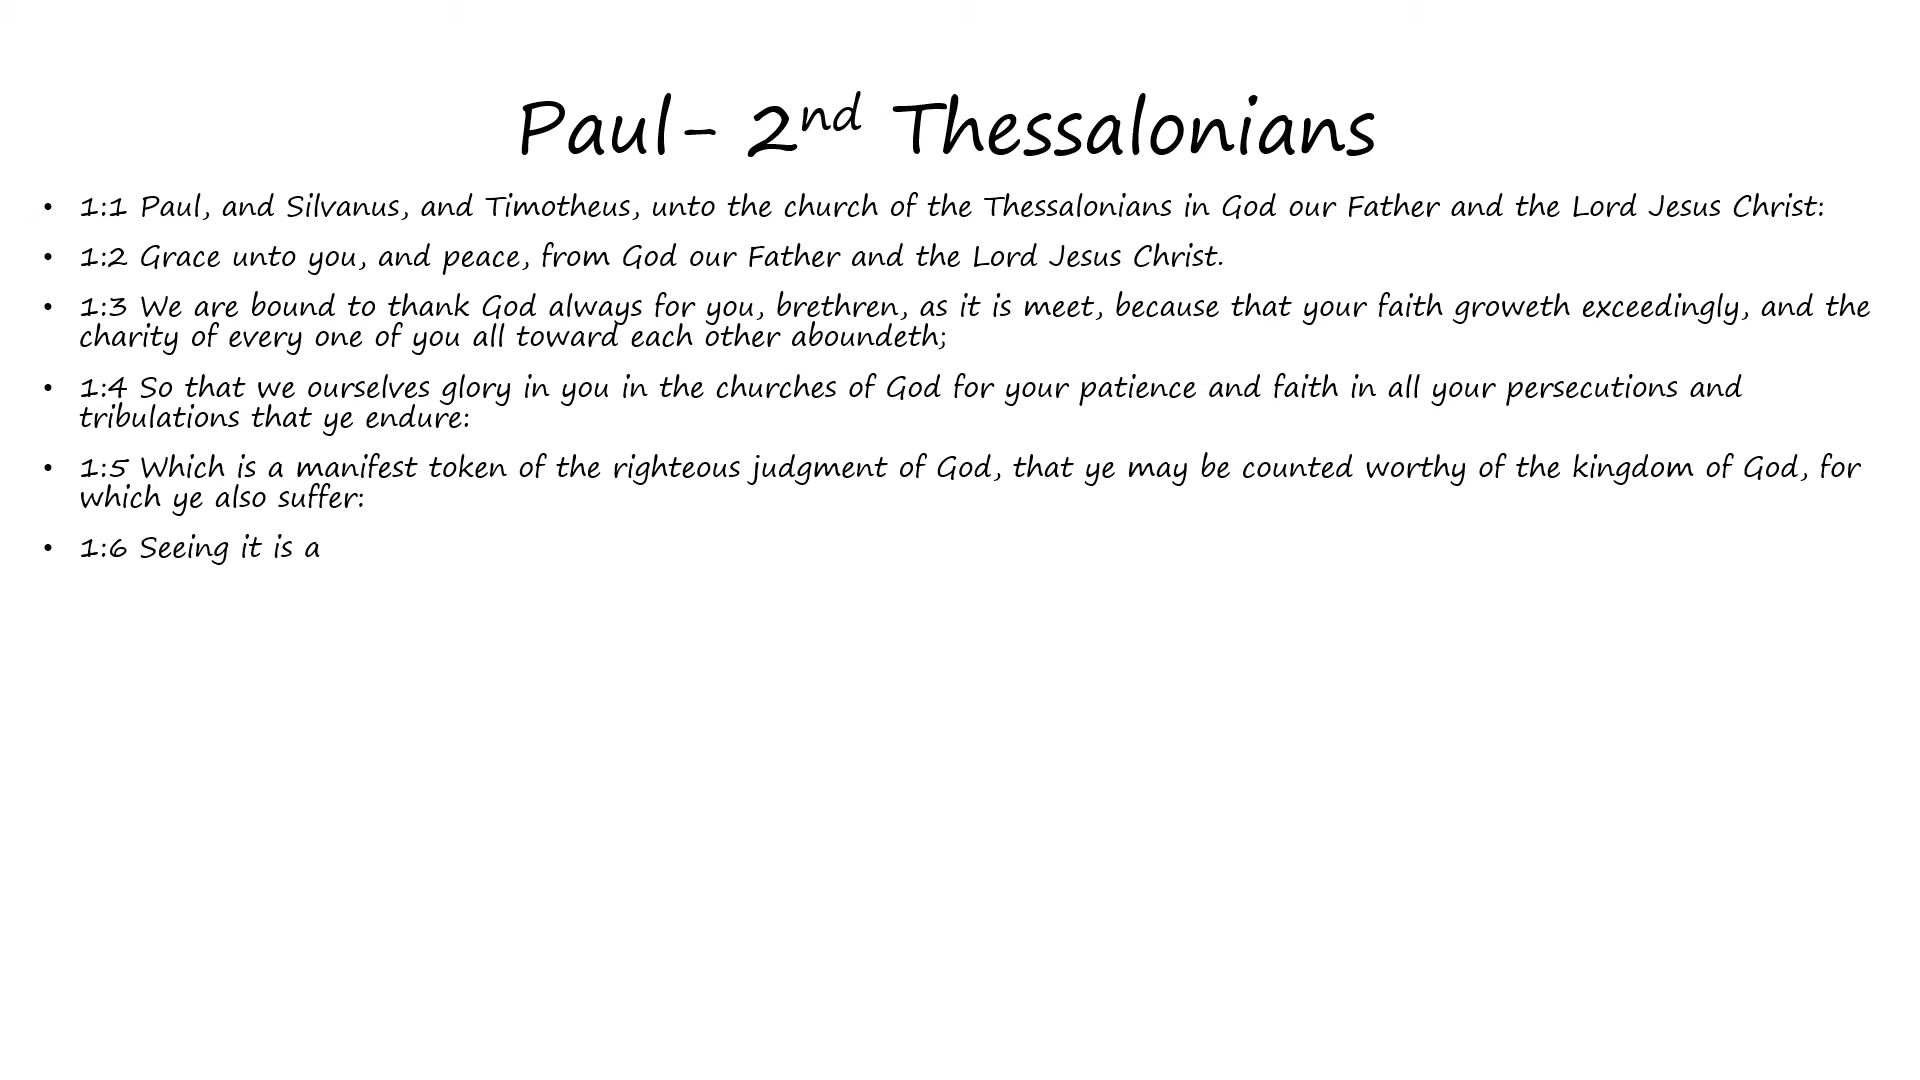 Paul- 2nd Thessalonians
• 1:1 Paul, and Silvanus, and Timotheus, unto the church of the Thessalonians in God our Father and the Lord Jesus Christ:
• 1:2 Grace unto you, and peace, from God our Father and the Lord Jesus Christ.
• 1:3 We are bound to thank God always for you, brethren, as it is meet, because that your faith groweth exceedingly, and the
charity of every one of you all toward each other aboundeth;
• 1:4 So that we ourselves glory in you in the churches of God for your patience and faith in all your persecutions and
tribulations that ye endure:
• 1:5 Which is a manifest token of the righteous judgment of God, that ye may be counted worthy of the kingdom of God, for
which ye also suffer:
• 1:6 Seeing it is a